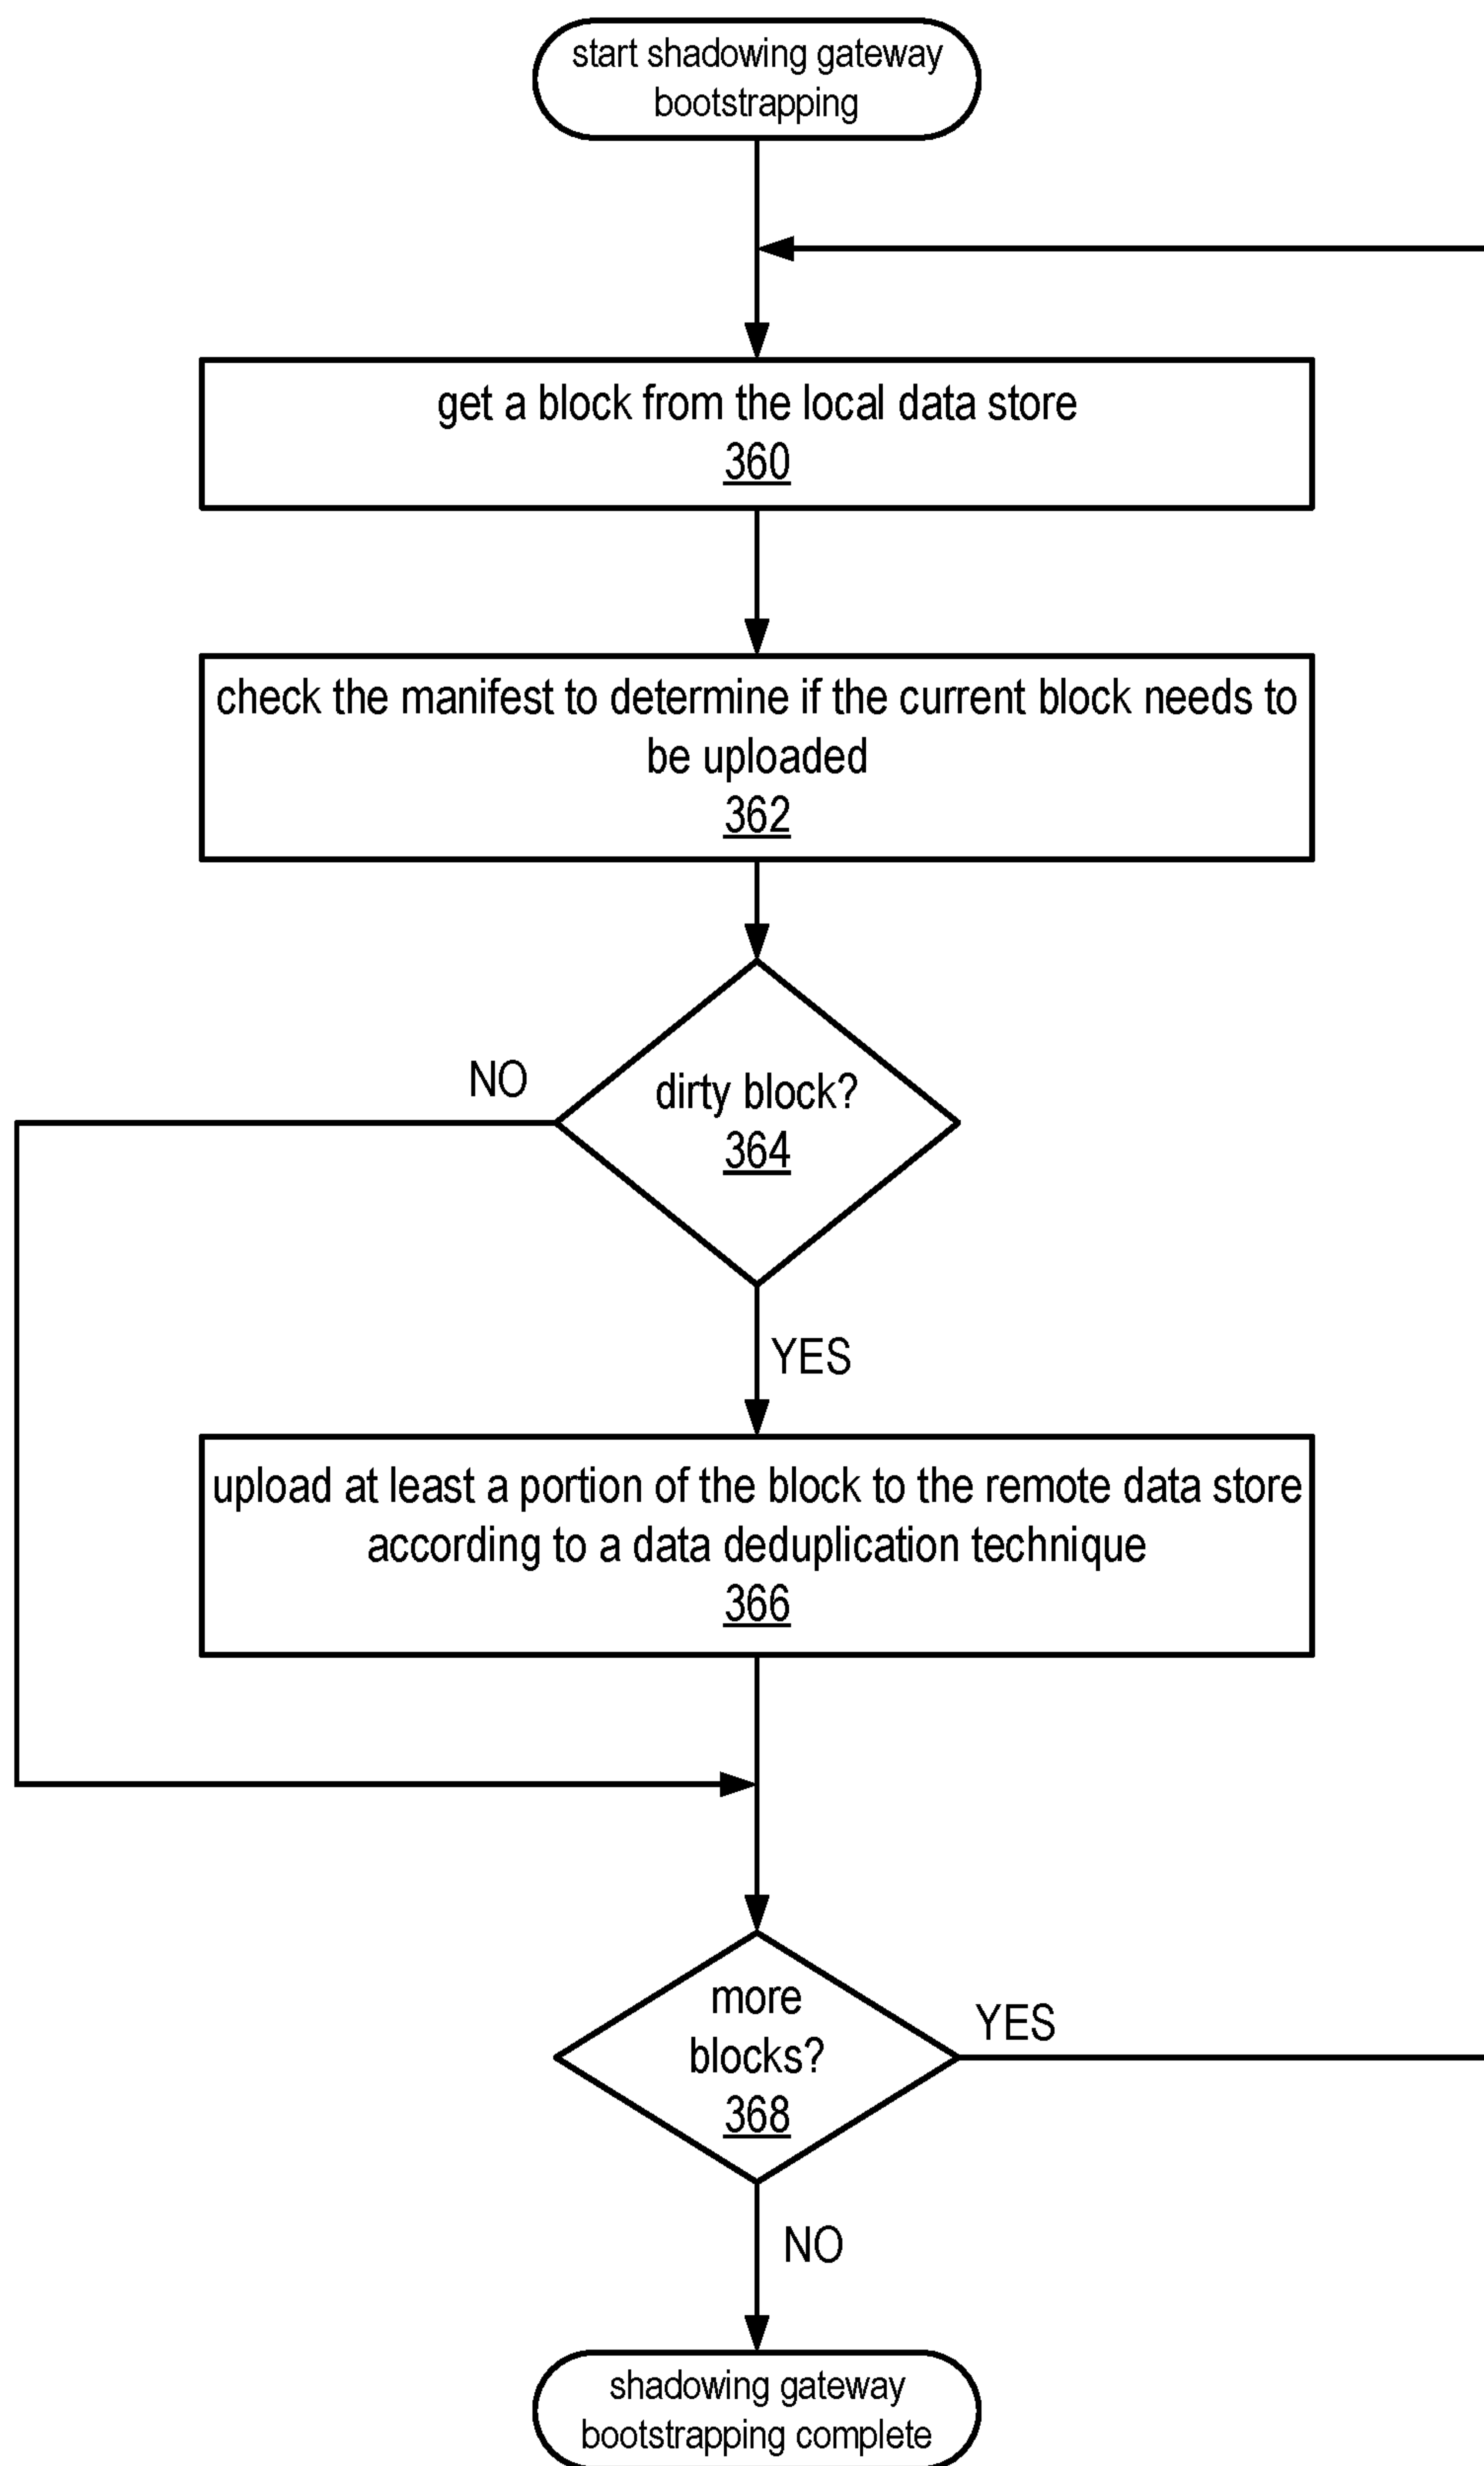 start shadowing gateway
bootstrapping
get a block from the local data store
360
check the manifest to determine if the current block needs to
be uploaded
362
NO
dirty block?
364
YES
upload at least a portion of the block to the remote data store
according to a data deduplication technique
366
more
blocks?
368
YES
NO
shadowing gateway
bootstrapping complete